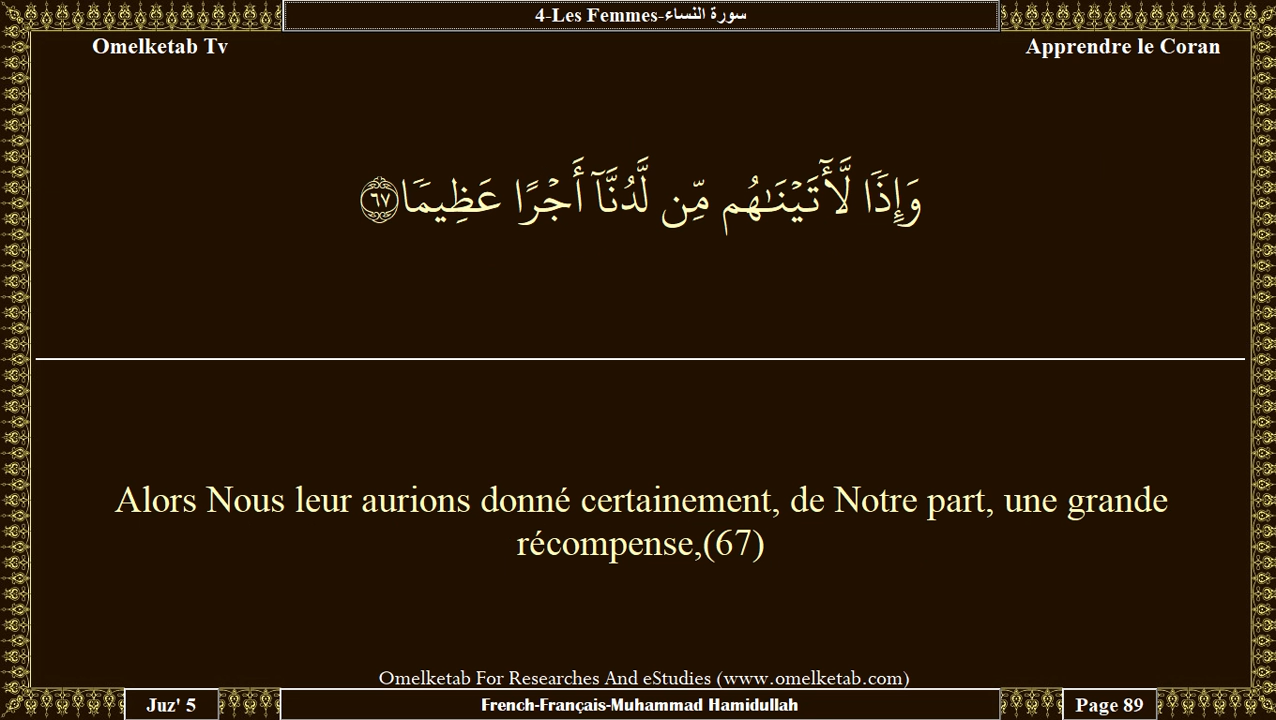 4-Les Femmes-سورة النساء
Omelketab Tv
Apprendre le Coran
وَإِذٗا لَّأٓتَيۡنَٰهُم مِّن لَّدُنَّآ أَجۡرًا عَظِيمٗا ٦٧
Alors Nous leur aurions donné certainement, de Notre part, une grande
récompense,(67)
Omelketab For Researches And eStudies (www.omelketab.com)
Juz' 5
French-Français-Muhammad Hamidullah
Page 89